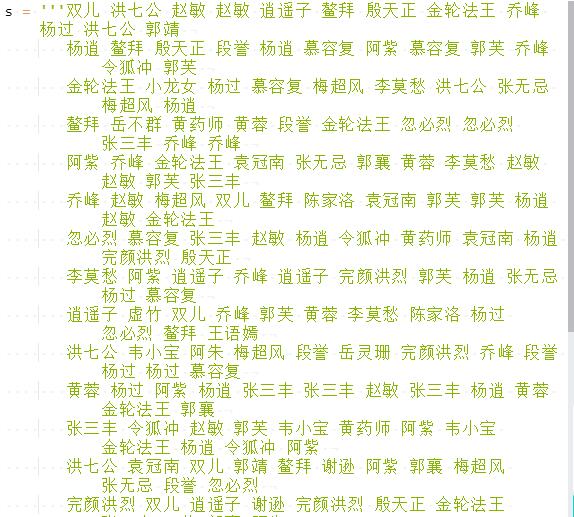 s = '''双儿 洪七公 赵敏 赵敏 逍遥子 鳌拜 殷天正 金轮法王 乔峰
杨过 洪七公 郭靖
杨逍 鳌拜 殷天正 段誉 杨逍 慕容复 阿紫 慕容复 郭芙 乔峰
令狐冲 郭芙
金轮法王 小龙女 杨过 慕容复 梅超风 李莫愁 洪七公 张无忌
梅超风 杨逍
鳌拜 岳不群 黄药师 黄蓉 段誉 金轮法王 忽必烈 忽必烈
张三丰 乔峰 乔峰
阿紫 乔峰 金轮法王 袁冠南 张无忌 郭襄 黄蓉 李莫愁 赵敏
赵敏 郭芙 张三丰
乔峰 赵敏 梅超风 双儿 鳌拜 陈家洛 袁冠南 郭芙 郭芙 杨逍
赵敏 金轮法王
忽必烈 慕容复 张三丰 赵敏 杨逍 令狐冲 黄药师 袁冠南 杨逍
完颜洪烈 殷天正
李莫愁 阿紫 逍遥子 乔峰 逍遥子 完颜洪烈 郭芙 杨逍 张无忌
杨过 慕容复
逍遥子 虚竹 双儿 乔峰 郭芙 黄蓉 李莫愁 陈家洛 杨过
忽必烈 鳌拜 王语嫣
洪七公 韦小宝 阿朱 梅超风 段誉 岳灵珊 完颜洪烈 乔峰 段誉
杨过 杨过 慕容复
黄蓉 杨过 阿紫 杨逍 张三丰 张三丰 赵敏 张三丰 杨逍 黄蓉
金轮法王 郭襄
张三丰 令狐冲 赵敏 郭芙 韦小宝 黄药师 阿紫 韦小宝
金轮法王 杨逍 令狐冲 阿紫
洪七公 袁冠南 双儿 郭靖 鳌拜 谢逊 阿紫 郭襄 梅超风
张无忌 段誉 忽必烈
完颜洪烈 双儿 逍遥子 谢逊 完颜洪烈 殷天正 金轮法王